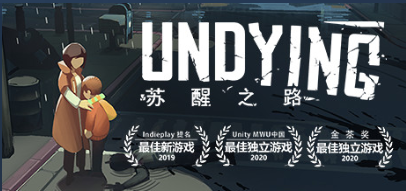 UNDYING
苏醒之路
Indieplay 提名
最佳新游戏
2019
Unity MWU中国
最佳独立游戏
2020
金茶奖
最佳独立游戏
2020